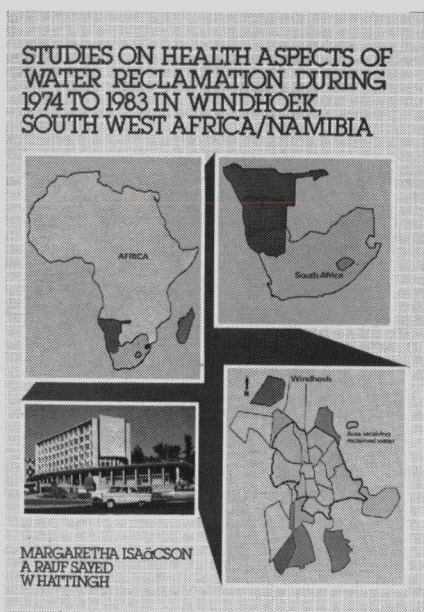 STUDIES ON HEALTH ASPECTS OF
WATER RECLAMATION DURING
1974 TO 1983 IN WINDHOEK,
SOUTH WEST AFRICA/NAMIBIA
AFRICA
South Africa
Windhoek
Area receiving
reclaimed water
MARGARETHA ISAäCSON
A RAUF SAYED
W HATTINGH